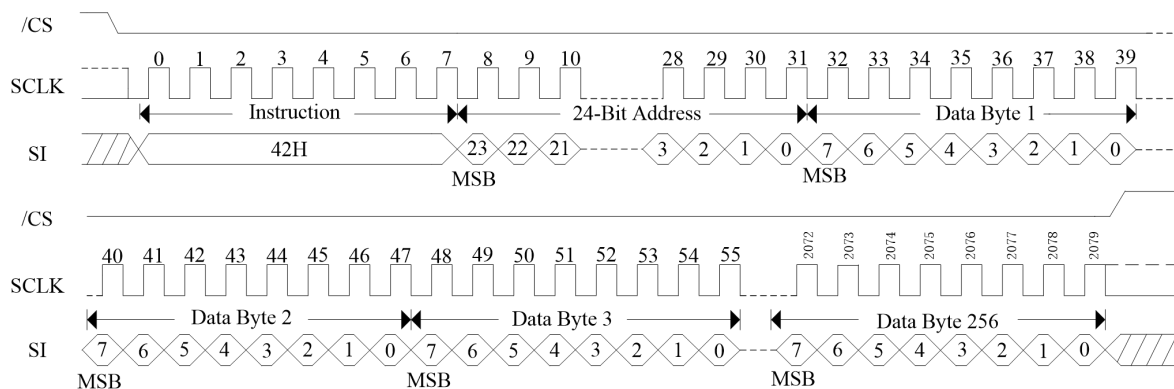 /CS
0 1 2 3 4 5 6 7 8 9 10 28 29 30 31 32 33 34 35 36 37 38 39
SCLK
Instruction 24-Bit Address Data Byte 1
SI 42H 23 22 21 3 2 1 0 7 6 5 4 3 2 1 0
MSB MSB
/CS
40 41 42 43 44 45 46 47 48 49 50 51 52 53 54 55 2072 2073 2074 2075 2076 2077 2078 2079
SCLK
Data Byte 2 Data Byte 3 Data Byte 256
SI 7 6 5 4 3 2 1 0 7 6 5 4 3 2 1 0 7 6 5 4 3 2 1 0
MSB MSB MSB